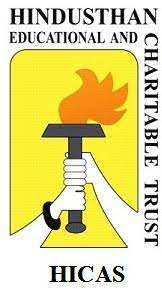 HINDUSTHAN
EDUCATIONAL AND
CHARITABLE TRUST
HICAS